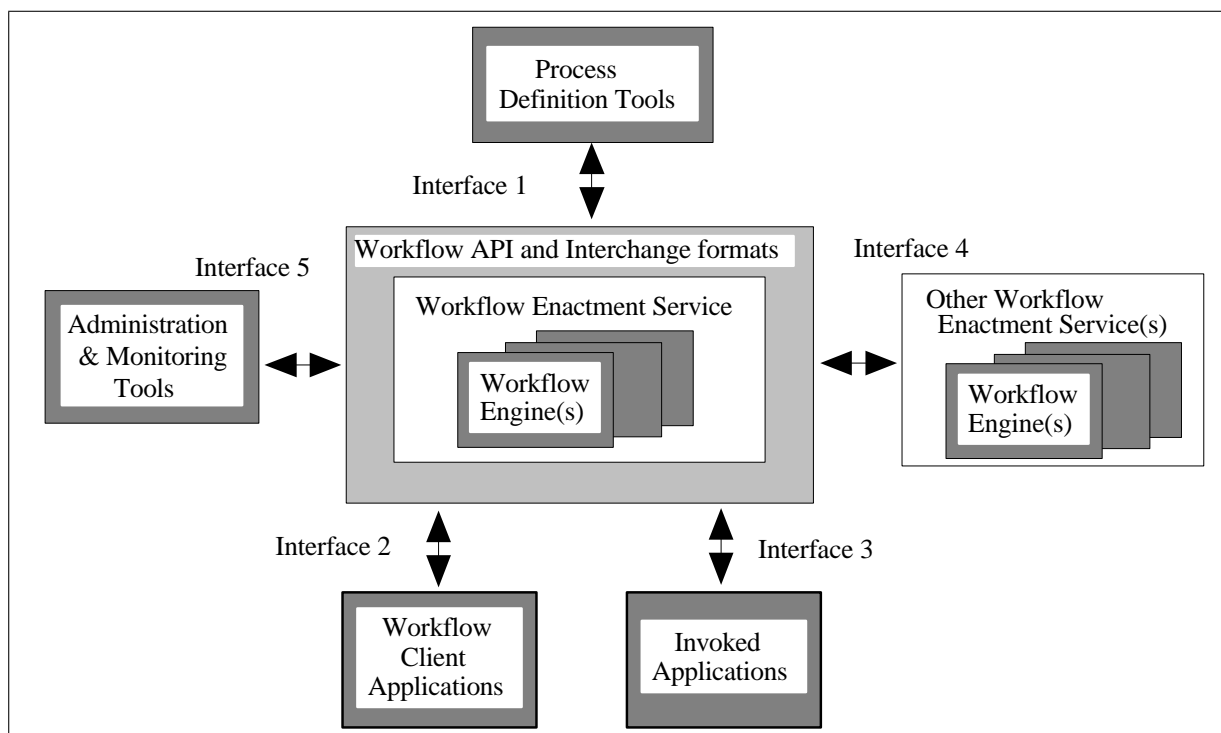 Process
Definition Tools
Interface 1
Workflow API and Interchange formats
Interface 4
Interface 5
Workflow Enactment Service
Other Workflow
Enactment Service(s)
Administration
& Monitoring
Tools
Workflow
Engine(s)
Workflow
Engine(s)
Interface 2
Interface 3
Workflow
Client
Applications
Invoked
Applications